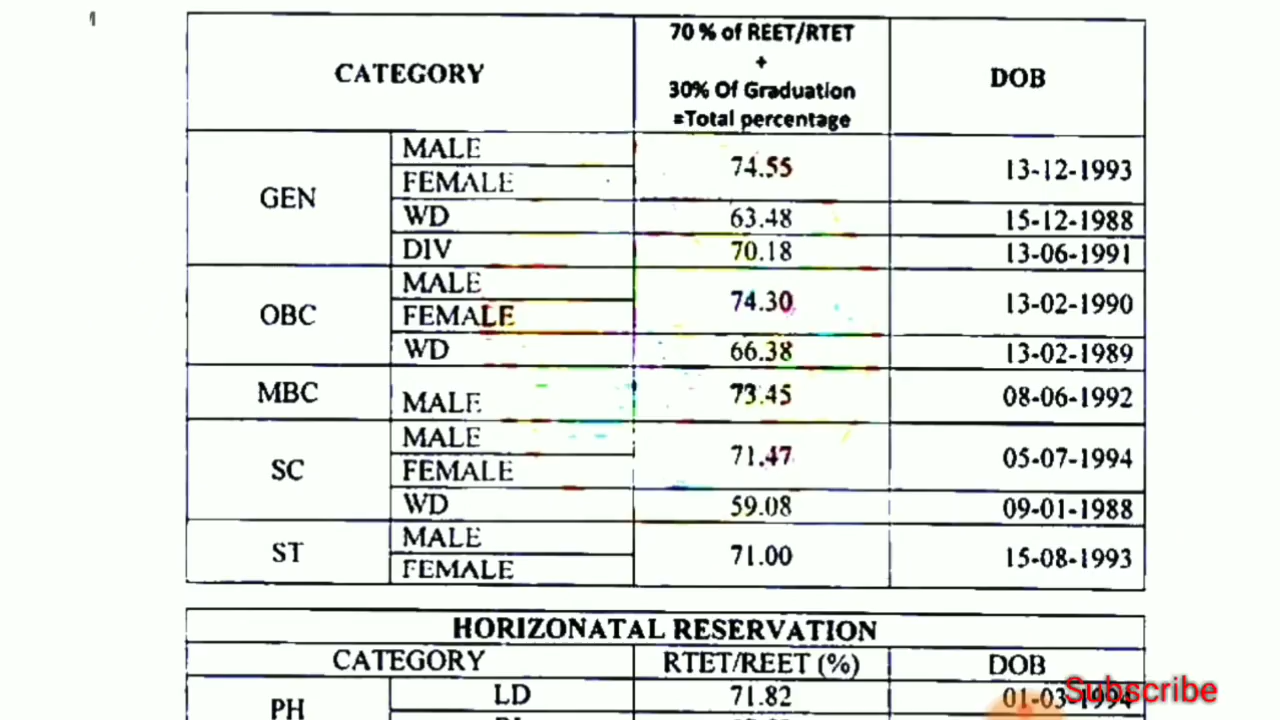 CATEGORY
70 % of REET/RTET
+
30% Of Graduation
=Total percentage
DOB
GEN
MALE
FEMALE
74.55
13-12-1993
WD 63.48 15-12-1988
DIV 70.18 13-06-1991
OBC
MALE
FEMALE
74.30
13-02-1990
WD 66.38 13-02-1989
MBC MALE 73.45 08-06-1992
SC
MALE
FEMALE
71.47
05-07-1994
WD 59.08 09-01-1988
ST
MALE
FEMALE
71.00
15-08-1993
HORIZONATAL RESERVATION
CATEGORY RTET/REET (%) DOB
PH LD 71.82 01-03-1994
Subscribe